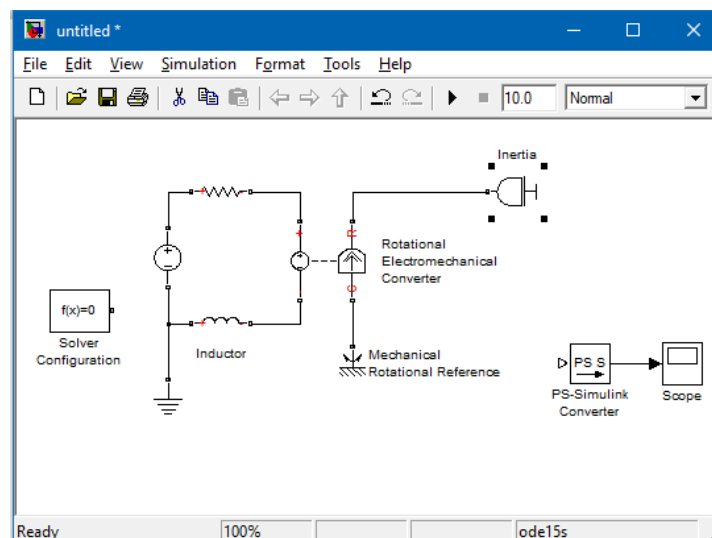 untitled *
File Edit View Simulation Format Tools Help
10.0 Normal
Inertia
R
Rotational
Electromechanical
Converter
C
f(x)=0
Solver
Configuration
Inductor
Mechanical
Rotational Reference
PS S
PS-Simulink
Converter
Scope
Ready 100% ode15s